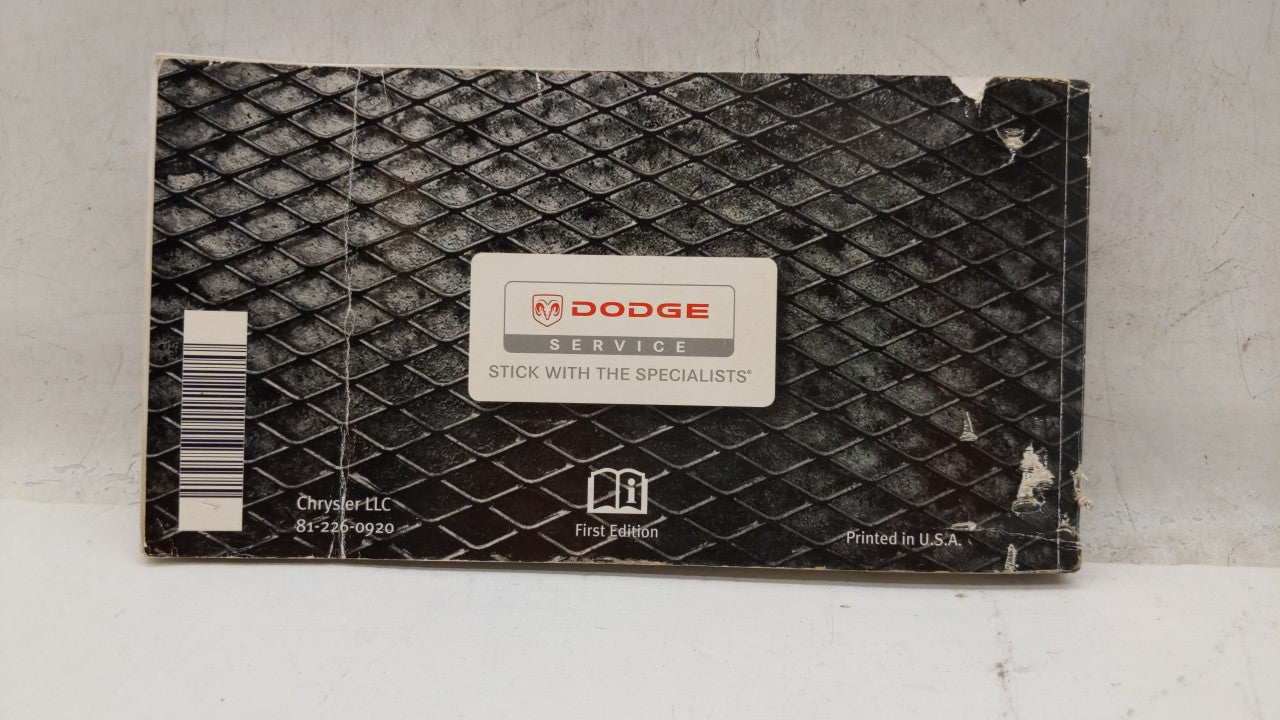 DODGE
SERVICE
STICK WITH THE SPECIALISTS®
Chrysler LLC
81-226-0920
i
First Edition
Printed in U.S.A.